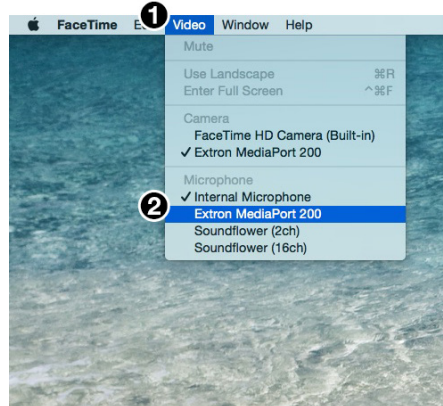 1
FaceTime E Video Window Help
Mute
Use Landscape ⌘R
Enter Full Screen ^⌘F
Camera
FaceTime HD Camera (Built-in)
✓ Extron MediaPort 200
Microphone
✓ Internal Microphone
2 Extron MediaPort 200
Soundflower (2ch)
Soundflower (16ch)